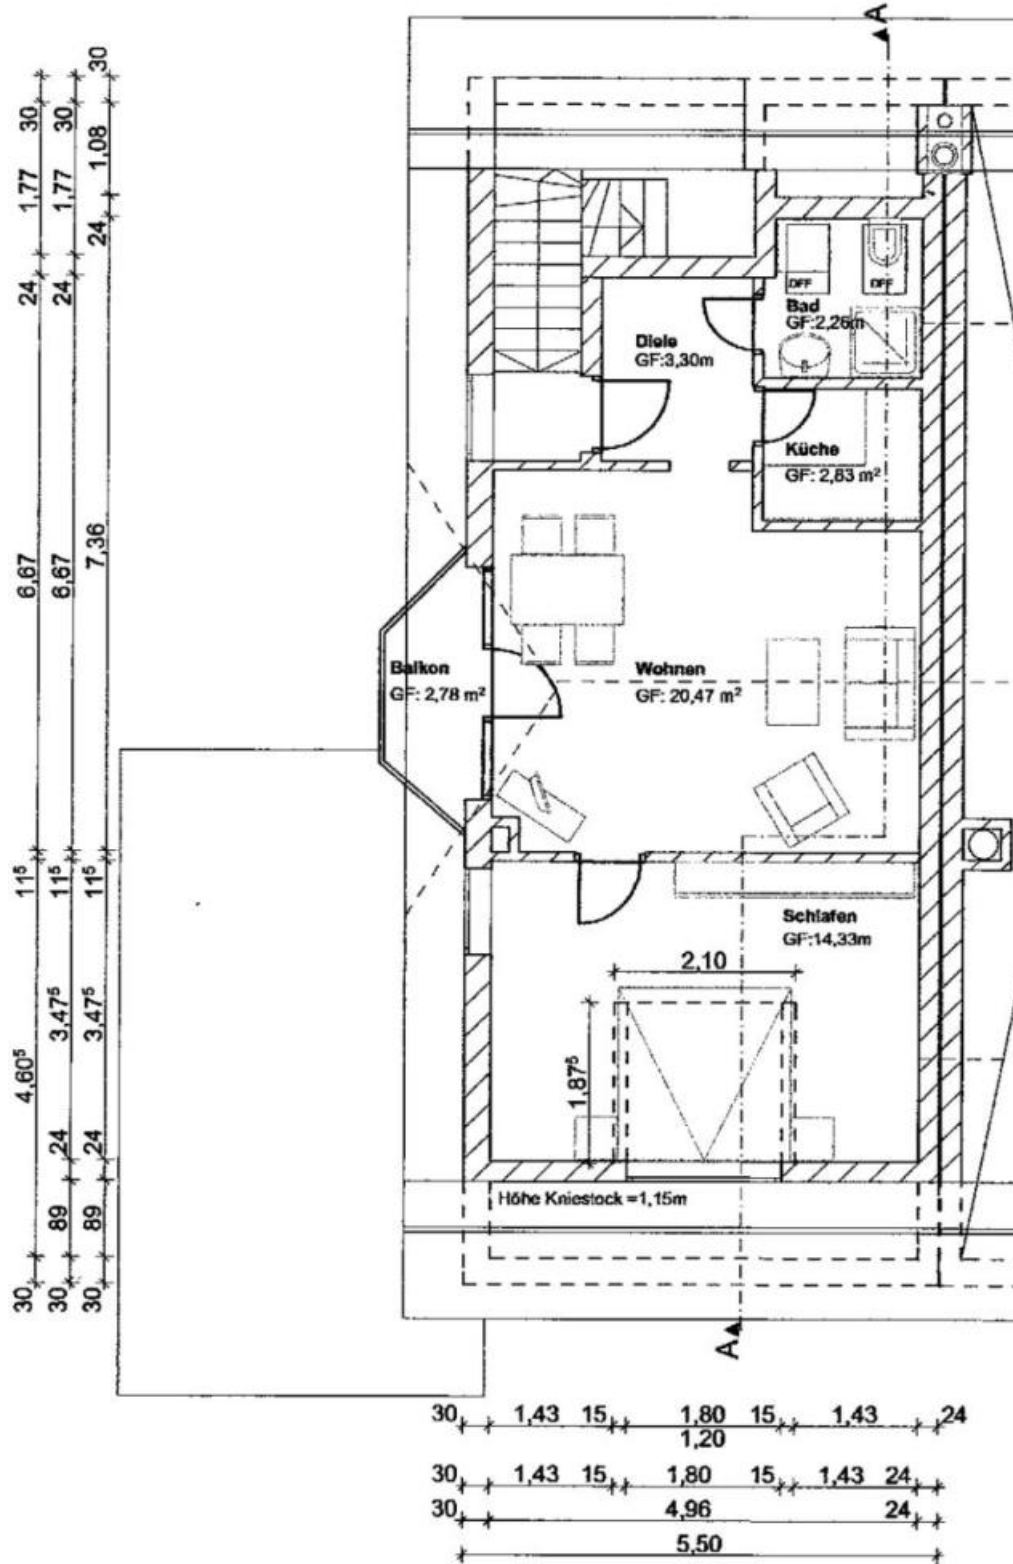 A
30
1,77
24
6,67
11⁵
4,60⁵
30
30
1,77
24
6,67
11⁵
3,47⁵
24
89
30
30
1,08
24
7,36
11⁵
3,47⁵
24
89
30
DFF
DFF
Bad
GF:2,26m
Diele
GF:3,30m
Küche
GF: 2,83 m²
Balkon
GF: 2,78 m²
Wohnen
GF: 20,47 m²
Schlafen
GF:14,33m
2,10
1,87⁵
Höhe Kniestock =1,15m
A
30 1,43 15 1,80 15 1,43 24
1,20
30 1,43 15 1,80 15 1,43 24
30 4,96 24
5,50